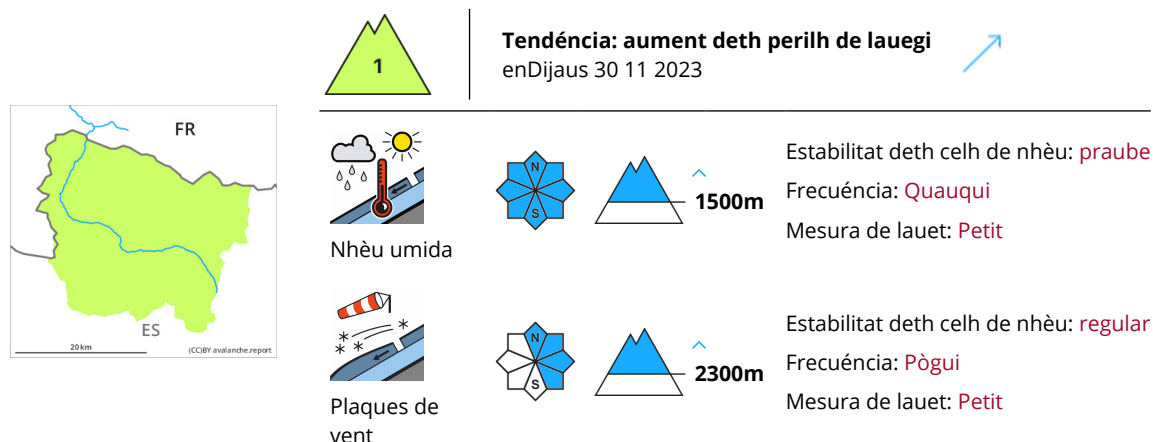 1
Tendéncia: aument deth perilh de lauegi
enDijaus 30 11 2023
FR
ES
20 km
(CC)BY avalanche.report
Nhèu umida
N
S
1500m
Estabilitat deth celh de nhèu: praube
Frecuéncia: Quauqui
Mesura de lauet: Petit
Plaques de
vent
N
S
2300m
Estabilitat deth celh de nhèu: regular
Frecuéncia: Pògui
Mesura de lauet: Petit